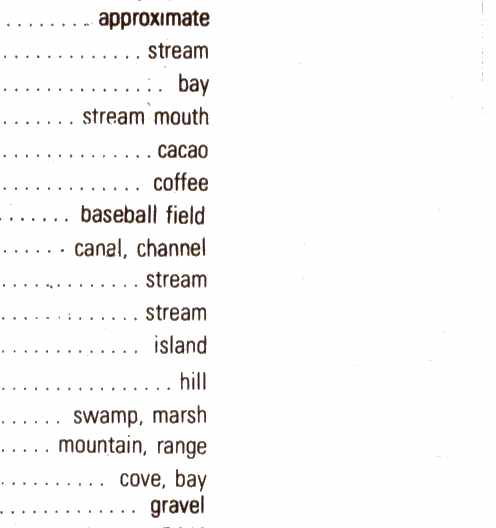 . . . . . . . . . approximate
. . . . . . . . . . . . . . stream
. . . . . . . . . . . . . . . . bay
. . . . . . . stream mouth
. . . . . . . . . . . . . . . cacao
. . . . . . . . . . . . . . coffee
. . . . . . . baseball field
. . . . . . . canal, channel
. . . . . . . . . . . . . . stream
. . . . . . . . . . . . . . stream
. . . . . . . . . . . . . . island
. . . . . . . . . . . . . . . . . hill
. . . . . . swamp, marsh
. . . . . mountain, range
. . . . . . . . . . . cove, bay
. . . . . . . . . . . . . . gravel